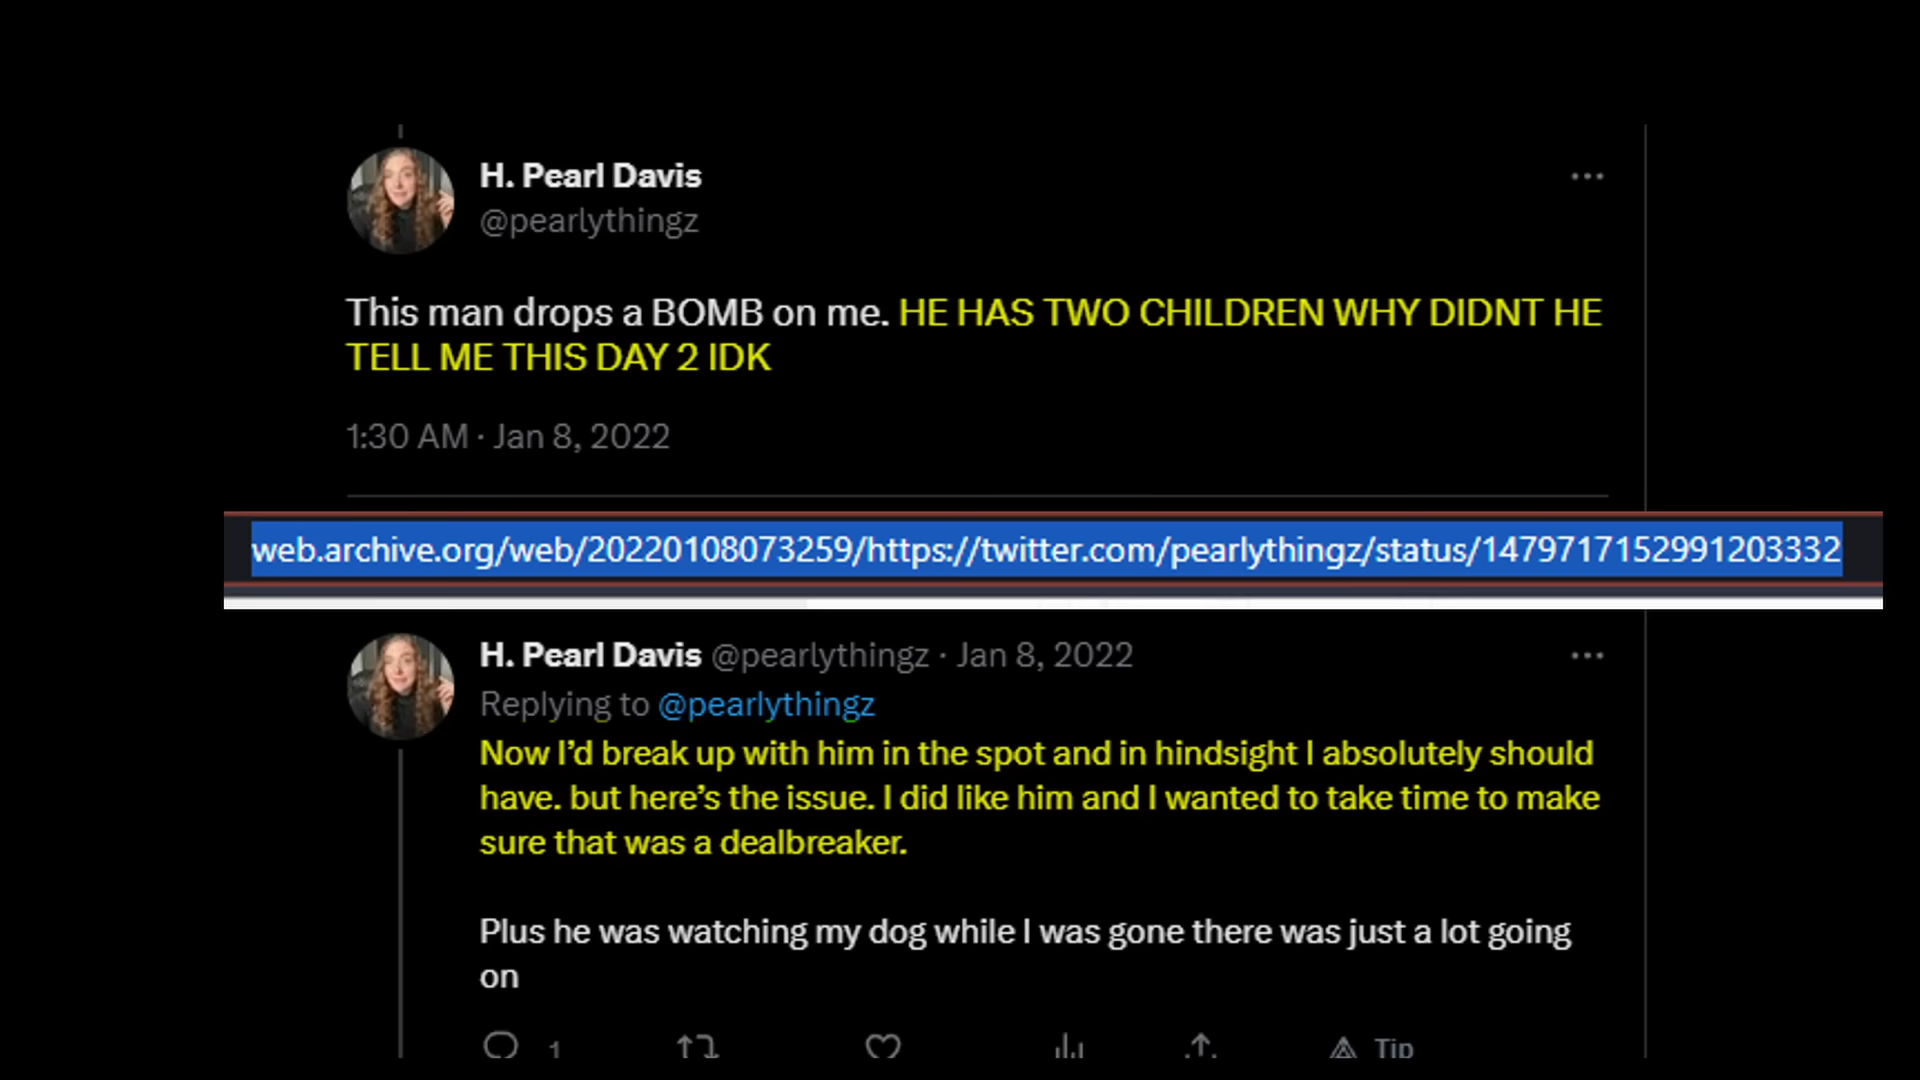 H. Pearl Davis
@pearlythingz
This man drops a BOMB on me. HE HAS TWO CHILDREN WHY DIDNT HE
TELL ME THIS DAY 2 IDK
1:30 AM · Jan 8, 2022
web.archive.org/web/20220108073259/https://twitter.com/pearlythingz/status/1479717152991203332
H. Pearl Davis @pearlythingz · Jan 8, 2022
Replying to @pearlythingz
Now I’d break up with him in the spot and in hindsight I absolutely should
have. but here’s the issue. I did like him and I wanted to take time to make
sure that was a dealbreaker.
Plus he was watching my dog while I was gone there was just a lot going
on
1 Tip